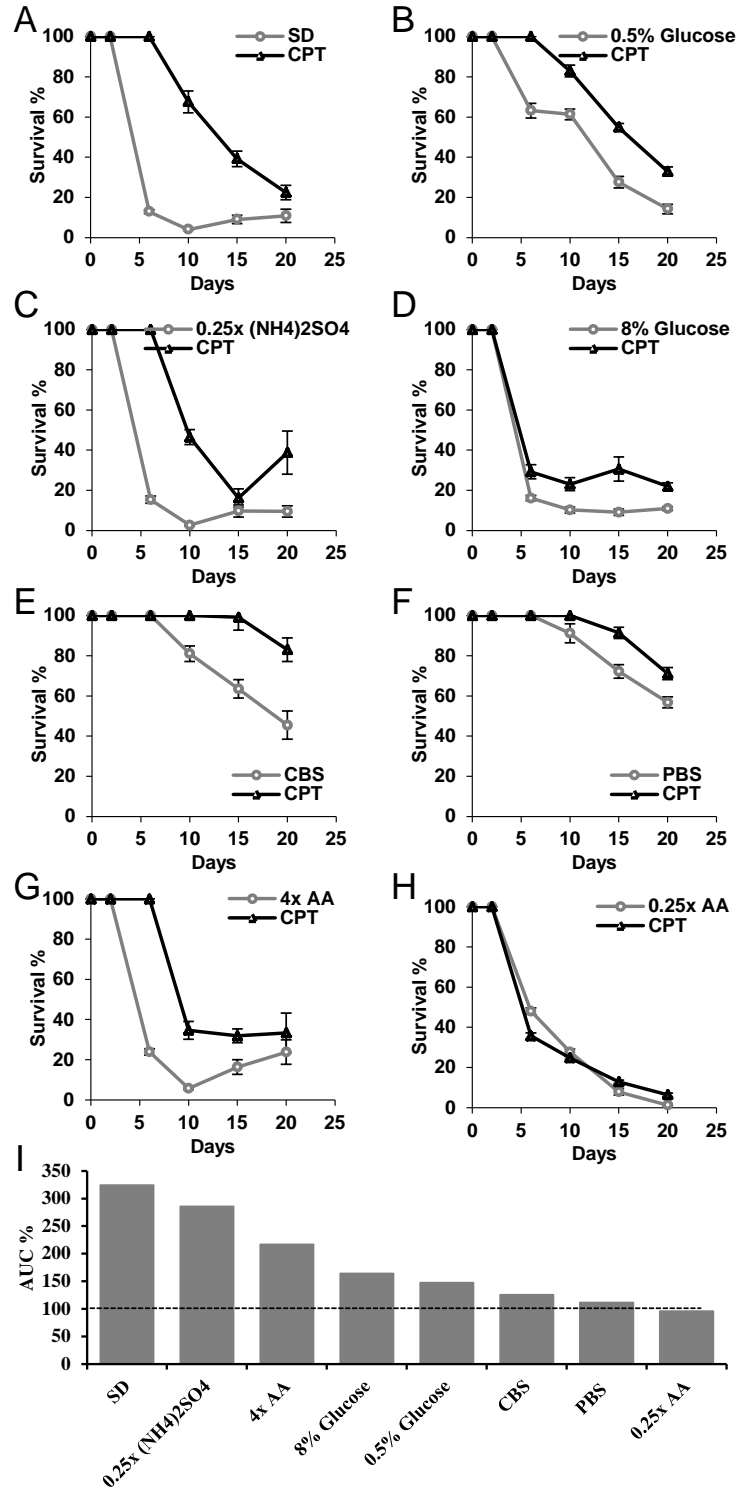 A
SD
CPT
100
80
60
40
20
0
Survival %
0 5 10 15 20 25
Days
B
0.5% Glucose
CPT
100
80
60
40
20
0
Survival %
0 5 10 15 20 25
Days
C
0.25x (NH4)2SO4
CPT
100
80
60
40
20
0
Survival %
0 5 10 15 20 25
Days
D
8% Glucose
CPT
100
80
60
40
20
0
Survival %
0 5 10 15 20 25
Days
E
CBS
CPT
100
80
60
40
20
0
Survival %
0 5 10 15 20 25
Days
F
PBS
CPT
100
80
60
40
20
0
Survival %
0 5 10 15 20 25
Days
G
4x AA
CPT
100
80
60
40
20
0
Survival %
0 5 10 15 20 25
Days
H
0.25x AA
CPT
100
80
60
40
20
0
Survival %
0 5 10 15 20 25
Days
I
350
300
250
200
150
100
50
0
AUC %
SD
0.25x (NH4)2SO4
4x AA
8% Glucose
0.5% Glucose
CBS
PBS
0.25x AA